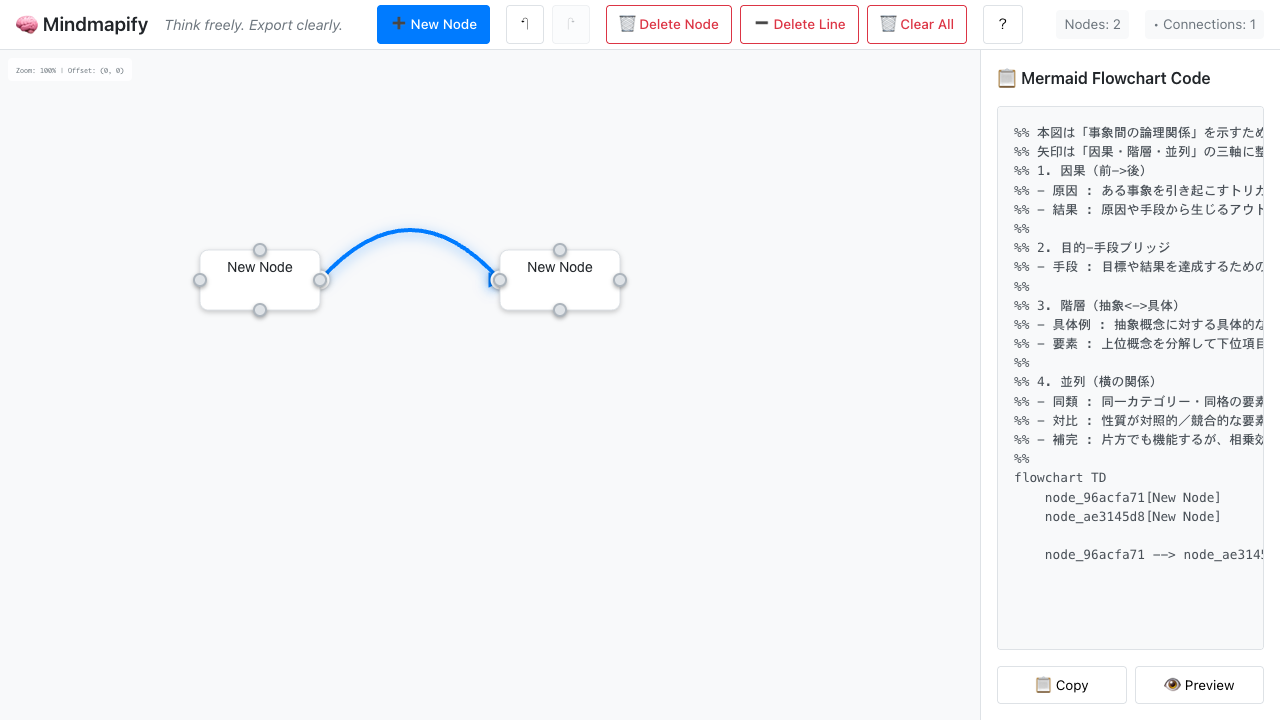 🧠 Mindmapify
Think freely. Export clearly.
➕ New Node
🗑️ Delete Node
➖ Delete Line
🗑️ Clear All
?
Nodes: 2
• Connections: 1
Zoom: 100% | Offset: (0, 0)
New Node
New Node
📋 Mermaid Flowchart Code
%% 本図は「事象間の論理関係」を示すため
%% 矢印は「因果・階層・並列」の三軸に整
%% 1. 因果（前->後）
%% - 原因 : ある事象を引き起こすトリガ
%% - 結果 : 原因や手段から生じるアウト
%%
%% 2. 目的-手段ブリッジ
%% - 手段 : 目標や結果を達成するための
%%
%% 3. 階層（抽象<->具体）
%% - 具体例 : 抽象概念に対する具体的な
%% - 要素 : 上位概念を分解して下位項目
%%
%% 4. 並列（横の関係）
%% - 同類 : 同一カテゴリー・同格の要素
%% - 対比 : 性質が対照的／競合的な要素
%% - 補完 : 片方でも機能するが、相乗効
%%
flowchart TD
node_96acfa71[New Node]
node_ae3145d8[New Node]
node_96acfa71 --> node_ae3145
📋 Copy
👁️ Preview